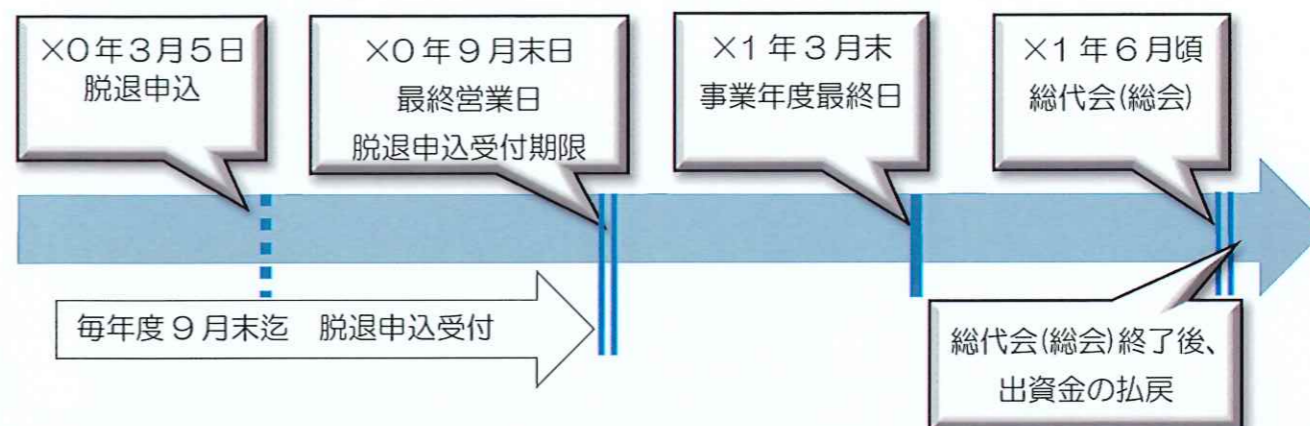 ×0年3月5日
脱退申込
×0年9月末日
最終営業日
脱退申込受付期限
×1年3月末
事業年度最終日
×1年6月頃
総代会(総会)
毎年度9月末迄 脱退申込受付
総代会(総会)終了後、
出資金の払戻